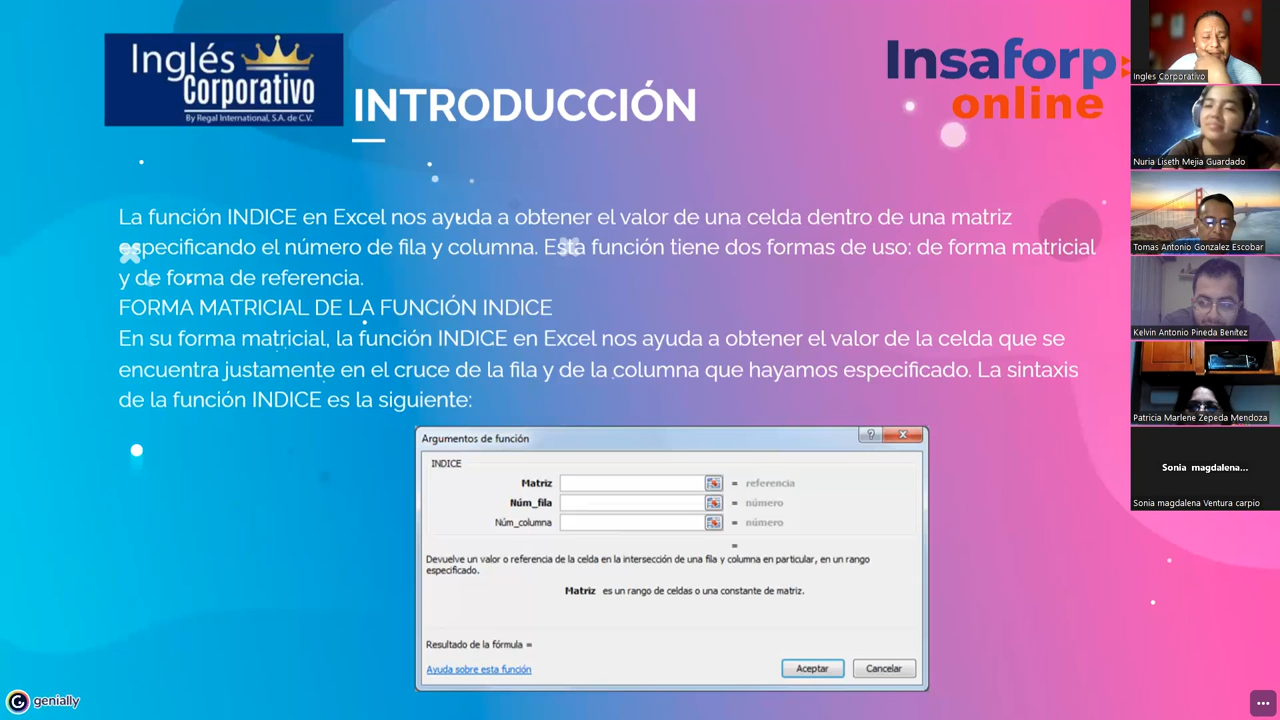 Inglés
Corporativo
By Regal International, S.A. de C.V.
INTRODUCCIÓN
Insaforp
online
La función INDICE en Excel nos ayuda a obtener el valor de una celda dentro de una matriz
especificando el número de fila y columna. Esta función tiene dos formas de uso: de forma matricial
y de forma de referencia.
FORMA MATRICIAL DE LA FUNCIÓN INDICE
En su forma matricial, la función INDICE en Excel nos ayuda a obtener el valor de la celda que se
encuentra justamente en el cruce de la fila y de la columna que hayamos especificado. La sintaxis
de la función INDICE es la siguiente:
Argumentos de función
INDICE
Matriz = referencia
Núm_fila = número
Núm_columna = número
=
Devuelve un valor o referencia de la celda en la intersección de una fila y columna en particular, en un rango
especificado.
Matriz es un rango de celdas o una constante de matriz.
Resultado de la fórmula =
Ayuda sobre esta función
Aceptar
Cancelar
genially
Ingles Corporativo
Nuria Liseth Mejia Guardado
Tomas Antonio Gonzalez Escobar
Kelvin Antonio Pineda Benítez
Patricia Marlene Zepeda Mendoza
Sonia magdalena...
Sonia magdalena Ventura carpio